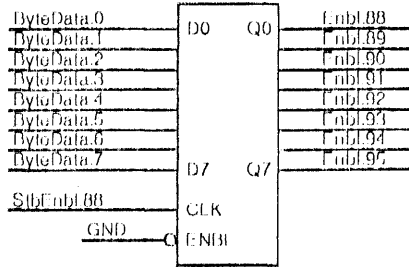 ByteData.0 D0 Q0 Enbl.88
ByteData.1 Enbl.89
ByteData.2 Enbl.90
ByteData.3 Enbl.91
ByteData.4 Enbl.92
ByteData.5 Enbl.93
ByteData.6 Enbl.94
ByteData.7 D7 Q7 Enbl.95
StbEnbl.88 CLK
GND ENBL